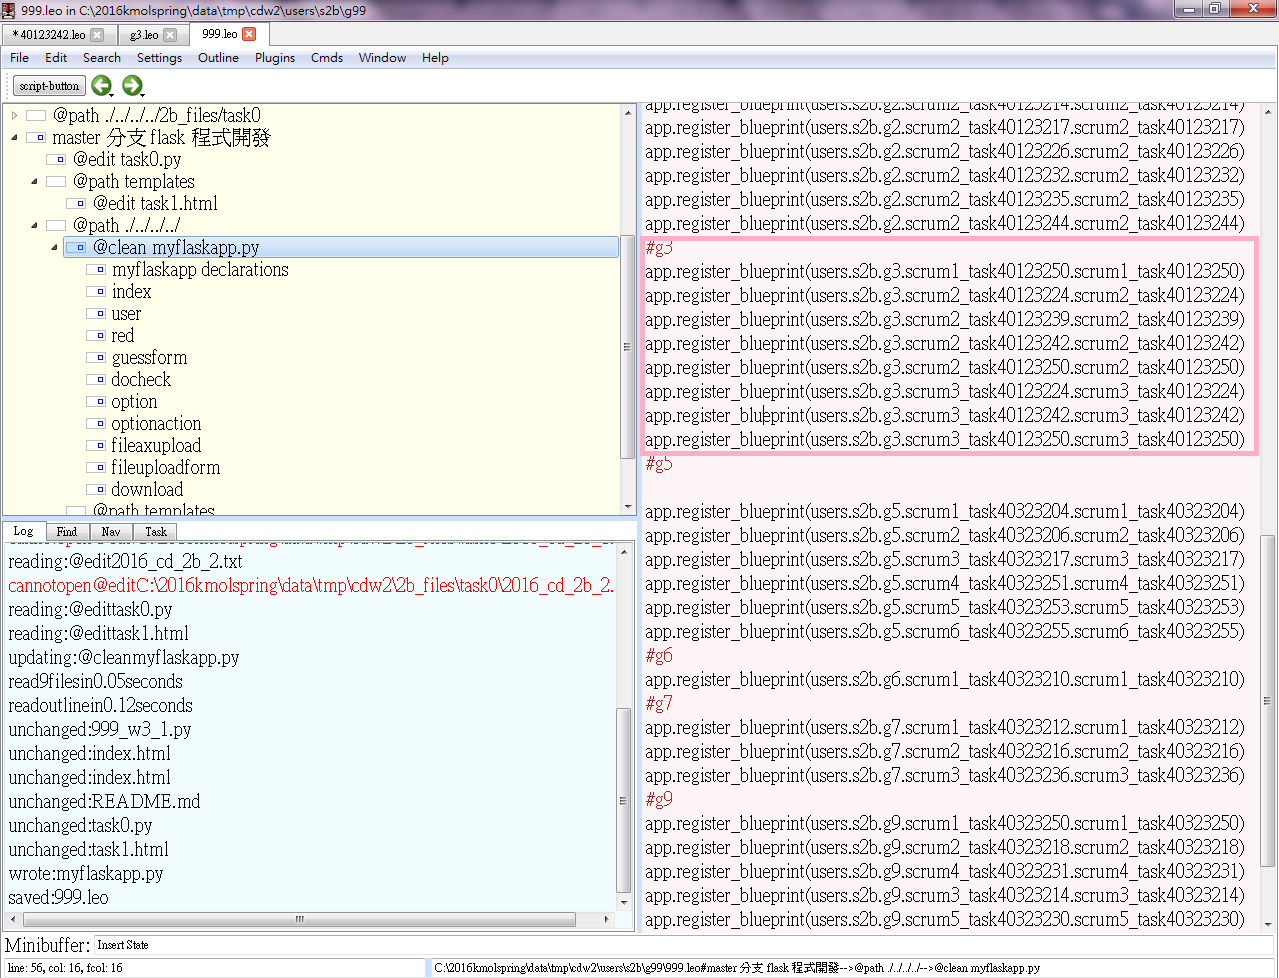 999.leo in C:\2016kmolspring\data\tmp\cdw2\users\s2b\g99
*40123242.leo
g3.leo
999.leo
File Edit Search Settings Outline Plugins Cmds Window Help
script-button
@path ./../../../2b_files/task0
master 分支 flask 程式開發
@edit task0.py
@path templates
@edit task1.html
@path ./../../../
@clean myflaskapp.py
myflaskapp declarations
index
user
red
guessform
docheck
option
optionaction
fileaxupload
fileuploadform
download
@path templates
Log Find Nav Task
reading:@edit2016_cd_2b_2.txt
cannotopen@editC:\2016kmolspring\data\tmp\cdw2\2b_files\task0\2016_cd_2b_2.
reading:@edittask0.py
reading:@edittask1.html
updating:@cleanmyflaskapp.py
read9filesin0.05seconds
readoutlinein0.12seconds
unchanged:999_w3_1.py
unchanged:index.html
unchanged:index.html
unchanged:README.md
unchanged:task0.py
unchanged:task1.html
wrote:myflaskapp.py
saved:999.leo
app.register_blueprint(users.s2b.g2.scrum2_task40123214.scrum2_task40123214)
app.register_blueprint(users.s2b.g2.scrum2_task40123217.scrum2_task40123217)
app.register_blueprint(users.s2b.g2.scrum2_task40123226.scrum2_task40123226)
app.register_blueprint(users.s2b.g2.scrum2_task40123232.scrum2_task40123232)
app.register_blueprint(users.s2b.g2.scrum2_task40123235.scrum2_task40123235)
app.register_blueprint(users.s2b.g2.scrum2_task40123244.scrum2_task40123244)
#g3
app.register_blueprint(users.s2b.g3.scrum1_task40123250.scrum1_task40123250)
app.register_blueprint(users.s2b.g3.scrum2_task40123224.scrum2_task40123224)
app.register_blueprint(users.s2b.g3.scrum2_task40123239.scrum2_task40123239)
app.register_blueprint(users.s2b.g3.scrum2_task40123242.scrum2_task40123242)
app.register_blueprint(users.s2b.g3.scrum2_task40123250.scrum2_task40123250)
app.register_blueprint(users.s2b.g3.scrum3_task40123224.scrum3_task40123224)
app.register_blueprint(users.s2b.g3.scrum3_task40123242.scrum3_task40123242)
app.register_blueprint(users.s2b.g3.scrum3_task40123250.scrum3_task40123250)
#g5
app.register_blueprint(users.s2b.g5.scrum1_task40323204.scrum1_task40323204)
app.register_blueprint(users.s2b.g5.scrum2_task40323206.scrum2_task40323206)
app.register_blueprint(users.s2b.g5.scrum3_task40323217.scrum3_task40323217)
app.register_blueprint(users.s2b.g5.scrum4_task40323251.scrum4_task40323251)
app.register_blueprint(users.s2b.g5.scrum5_task40323253.scrum5_task40323253)
app.register_blueprint(users.s2b.g5.scrum6_task40323255.scrum6_task40323255)
#g6
app.register_blueprint(users.s2b.g6.scrum1_task40323210.scrum1_task40323210)
#g7
app.register_blueprint(users.s2b.g7.scrum1_task40323212.scrum1_task40323212)
app.register_blueprint(users.s2b.g7.scrum2_task40323216.scrum2_task40323216)
app.register_blueprint(users.s2b.g7.scrum3_task40323236.scrum3_task40323236)
#g9
app.register_blueprint(users.s2b.g9.scrum1_task40323250.scrum1_task40323250)
app.register_blueprint(users.s2b.g9.scrum2_task40323218.scrum2_task40323218)
app.register_blueprint(users.s2b.g9.scrum4_task40323231.scrum4_task40323231)
app.register_blueprint(users.s2b.g9.scrum3_task40323214.scrum3_task40323214)
app.register_blueprint(users.s2b.g9.scrum5_task40323230.scrum5_task40323230)
Minibuffer: Insert State
line: 56, col: 16, fcol: 16
C:\2016kmolspring\data\tmp\cdw2\users\s2b\g99\999.leo#master 分支 flask 程式開發-->@path ./../../../-->@clean myflaskapp.py